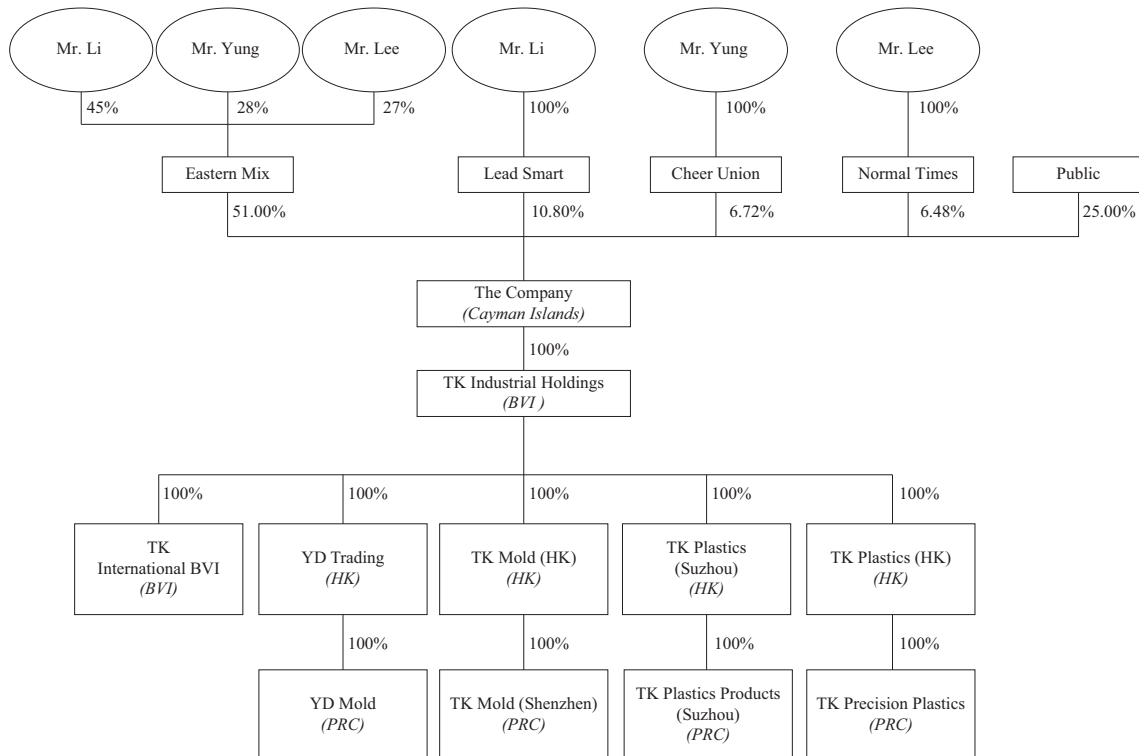 Mr. Li
Mr. Yung
Mr. Lee
Mr. Li
Mr. Yung
Mr. Lee
45%
28%
27%
100%
100%
100%
Eastern Mix
Lead Smart
Cheer Union
Normal Times
Public
51.00%
10.80%
6.72%
6.48%
25.00%
The Company
(Cayman Islands)
100%
TK Industrial Holdings
(BVI )
100%
100%
100%
100%
100%
TK
International BVI
(BVI)
YD Trading
(HK)
TK Mold (HK)
(HK)
TK Plastics
(Suzhou)
(HK)
TK Plastics (HK)
(HK)
100%
100%
100%
100%
YD Mold
(PRC)
TK Mold (Shenzhen)
(PRC)
TK Plastics Products
(Suzhou)
(PRC)
TK Precision Plastics
(PRC)